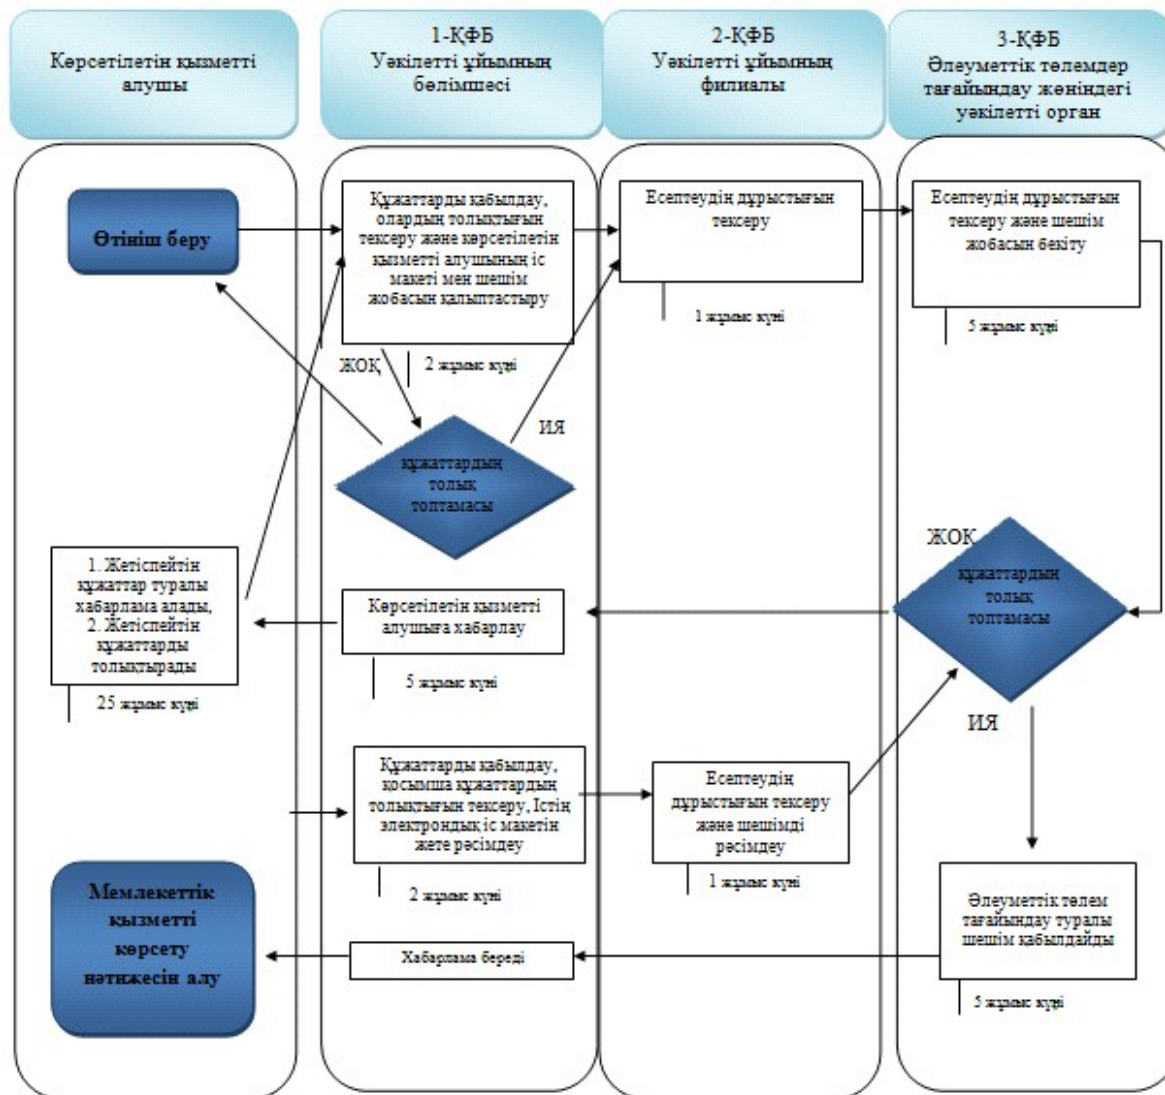 Көрсетілетін қызметті
алушы
1-ҚФБ
Уәкілетті ұйымның
бөлімшесі
2-ҚФБ
Уәкілетті ұйымның
филиалы
3-ҚФБ
Әлеуметтік төлемдер
тағайындау жөніндегі
уәкілетті орган
Өтініш беру
Құжаттарды қабылдау,
олардың толықтығын
тексеру және көрсетілетін
қызметті алушының іс
макеті мен шешім
жобасын қалыптастыру
2 жұмыс күні
Есептеудің дұрыстығын
тексеру
1 жұмыс күні
Есептеудің дұрыстығын
тексеру және шешім
жобасын бекіту
5 жұмыс күні
ЖОҚ
ИЯ
құжаттардың
толық
топтамасы
1. Жетіспейтін
құжаттар туралы
хабарлама алады,
2. Жетіспейтін
құжаттарды
толықтырады
25 жұмыс күні
Көрсетілетін қызметті
алушыға хабарлау
5 жұмыс күні
ЖОҚ
құжаттардың
толық
топтамасы
ИЯ
Құжаттарды қабылдау,
қосымша құжаттардың
толықтығын тексеру, Істің
электрондық іс макетін
жете ресімдеу
2 жұмыс күні
Есептеудің
дұрыстығын тексеру
және шешімді
рәсімдеу
1 жұмыс күні
Әлеуметтік төлем
тағайындау туралы
шешім қабылдайды
5 жұмыс күні
Мемлекеттік
қызметті
көрсету
нәтижесін алу
Хабарлама береді